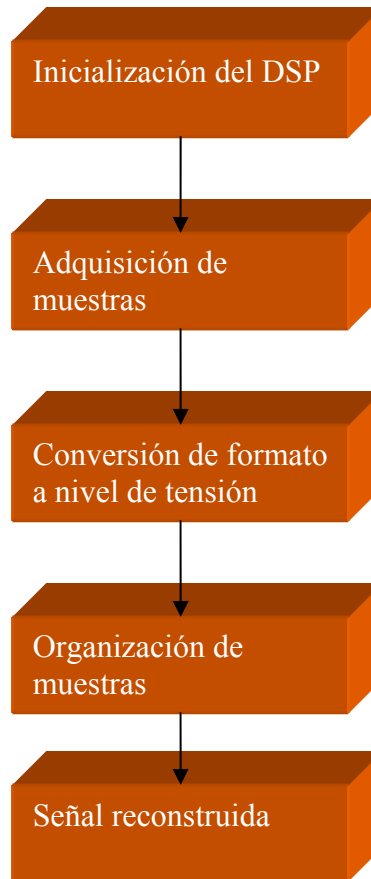 Inicialización del DSP
Adquisición de
muestras
Conversión de formato
a nivel de tensión
Organización de
muestras
Señal reconstruida